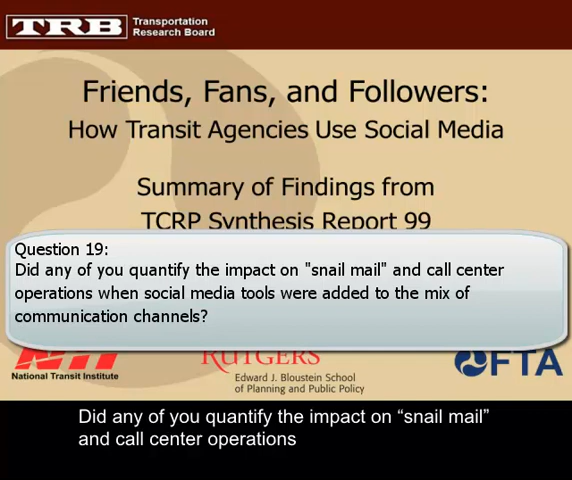 TRB
Transportation
Research Board
Friends, Fans, and Followers:
How Transit Agencies Use Social Media
Summary of Findings from
TCRP Synthesis Report 99
Question 19:
Did any of you quantify the impact on "snail mail" and call center
operations when social media tools were added to the mix of
communication channels?
NTI
National Transit Institute
RUTGERS
Edward J. Bloustein School
of Planning and Public Policy
FTA
Did any of you quantify the impact on “snail mail”
and call center operations